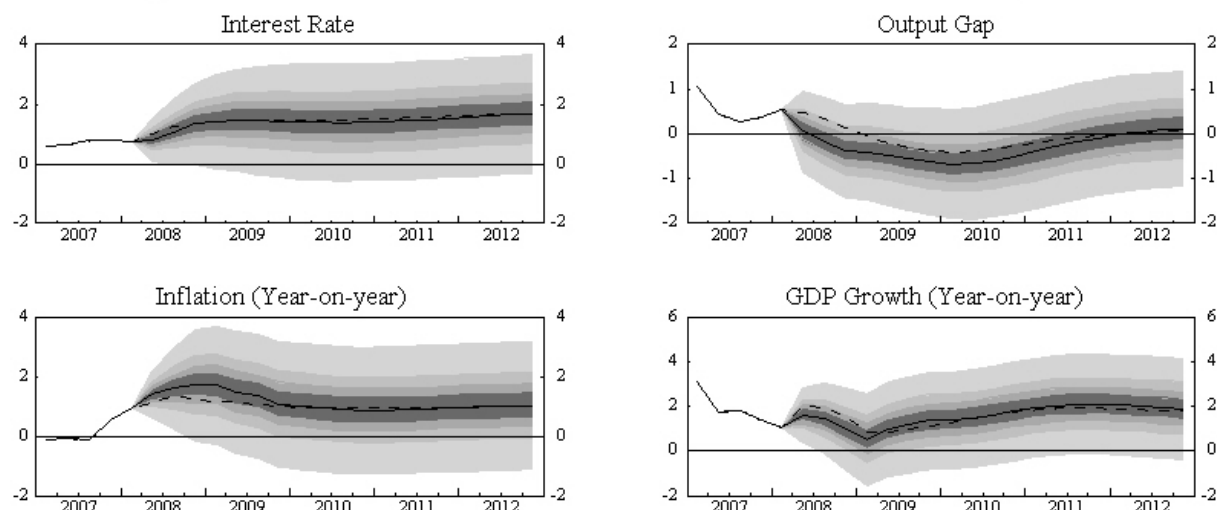 Interest Rate
4 4
2 2
0 0
-2 -2
2007 2008 2009 2010 2011 2012
Output Gap
2 2
1 1
0 0
-1 -1
-2 -2
2007 2008 2009 2010 2011 2012
Inflation (Year-on-year)
4 4
2 2
0 0
-2 -2
2007 2008 2009 2010 2011 2012
GDP Growth (Year-on-year)
6 6
4 4
2 2
0 0
-2 -2
2007 2008 2009 2010 2011 2012